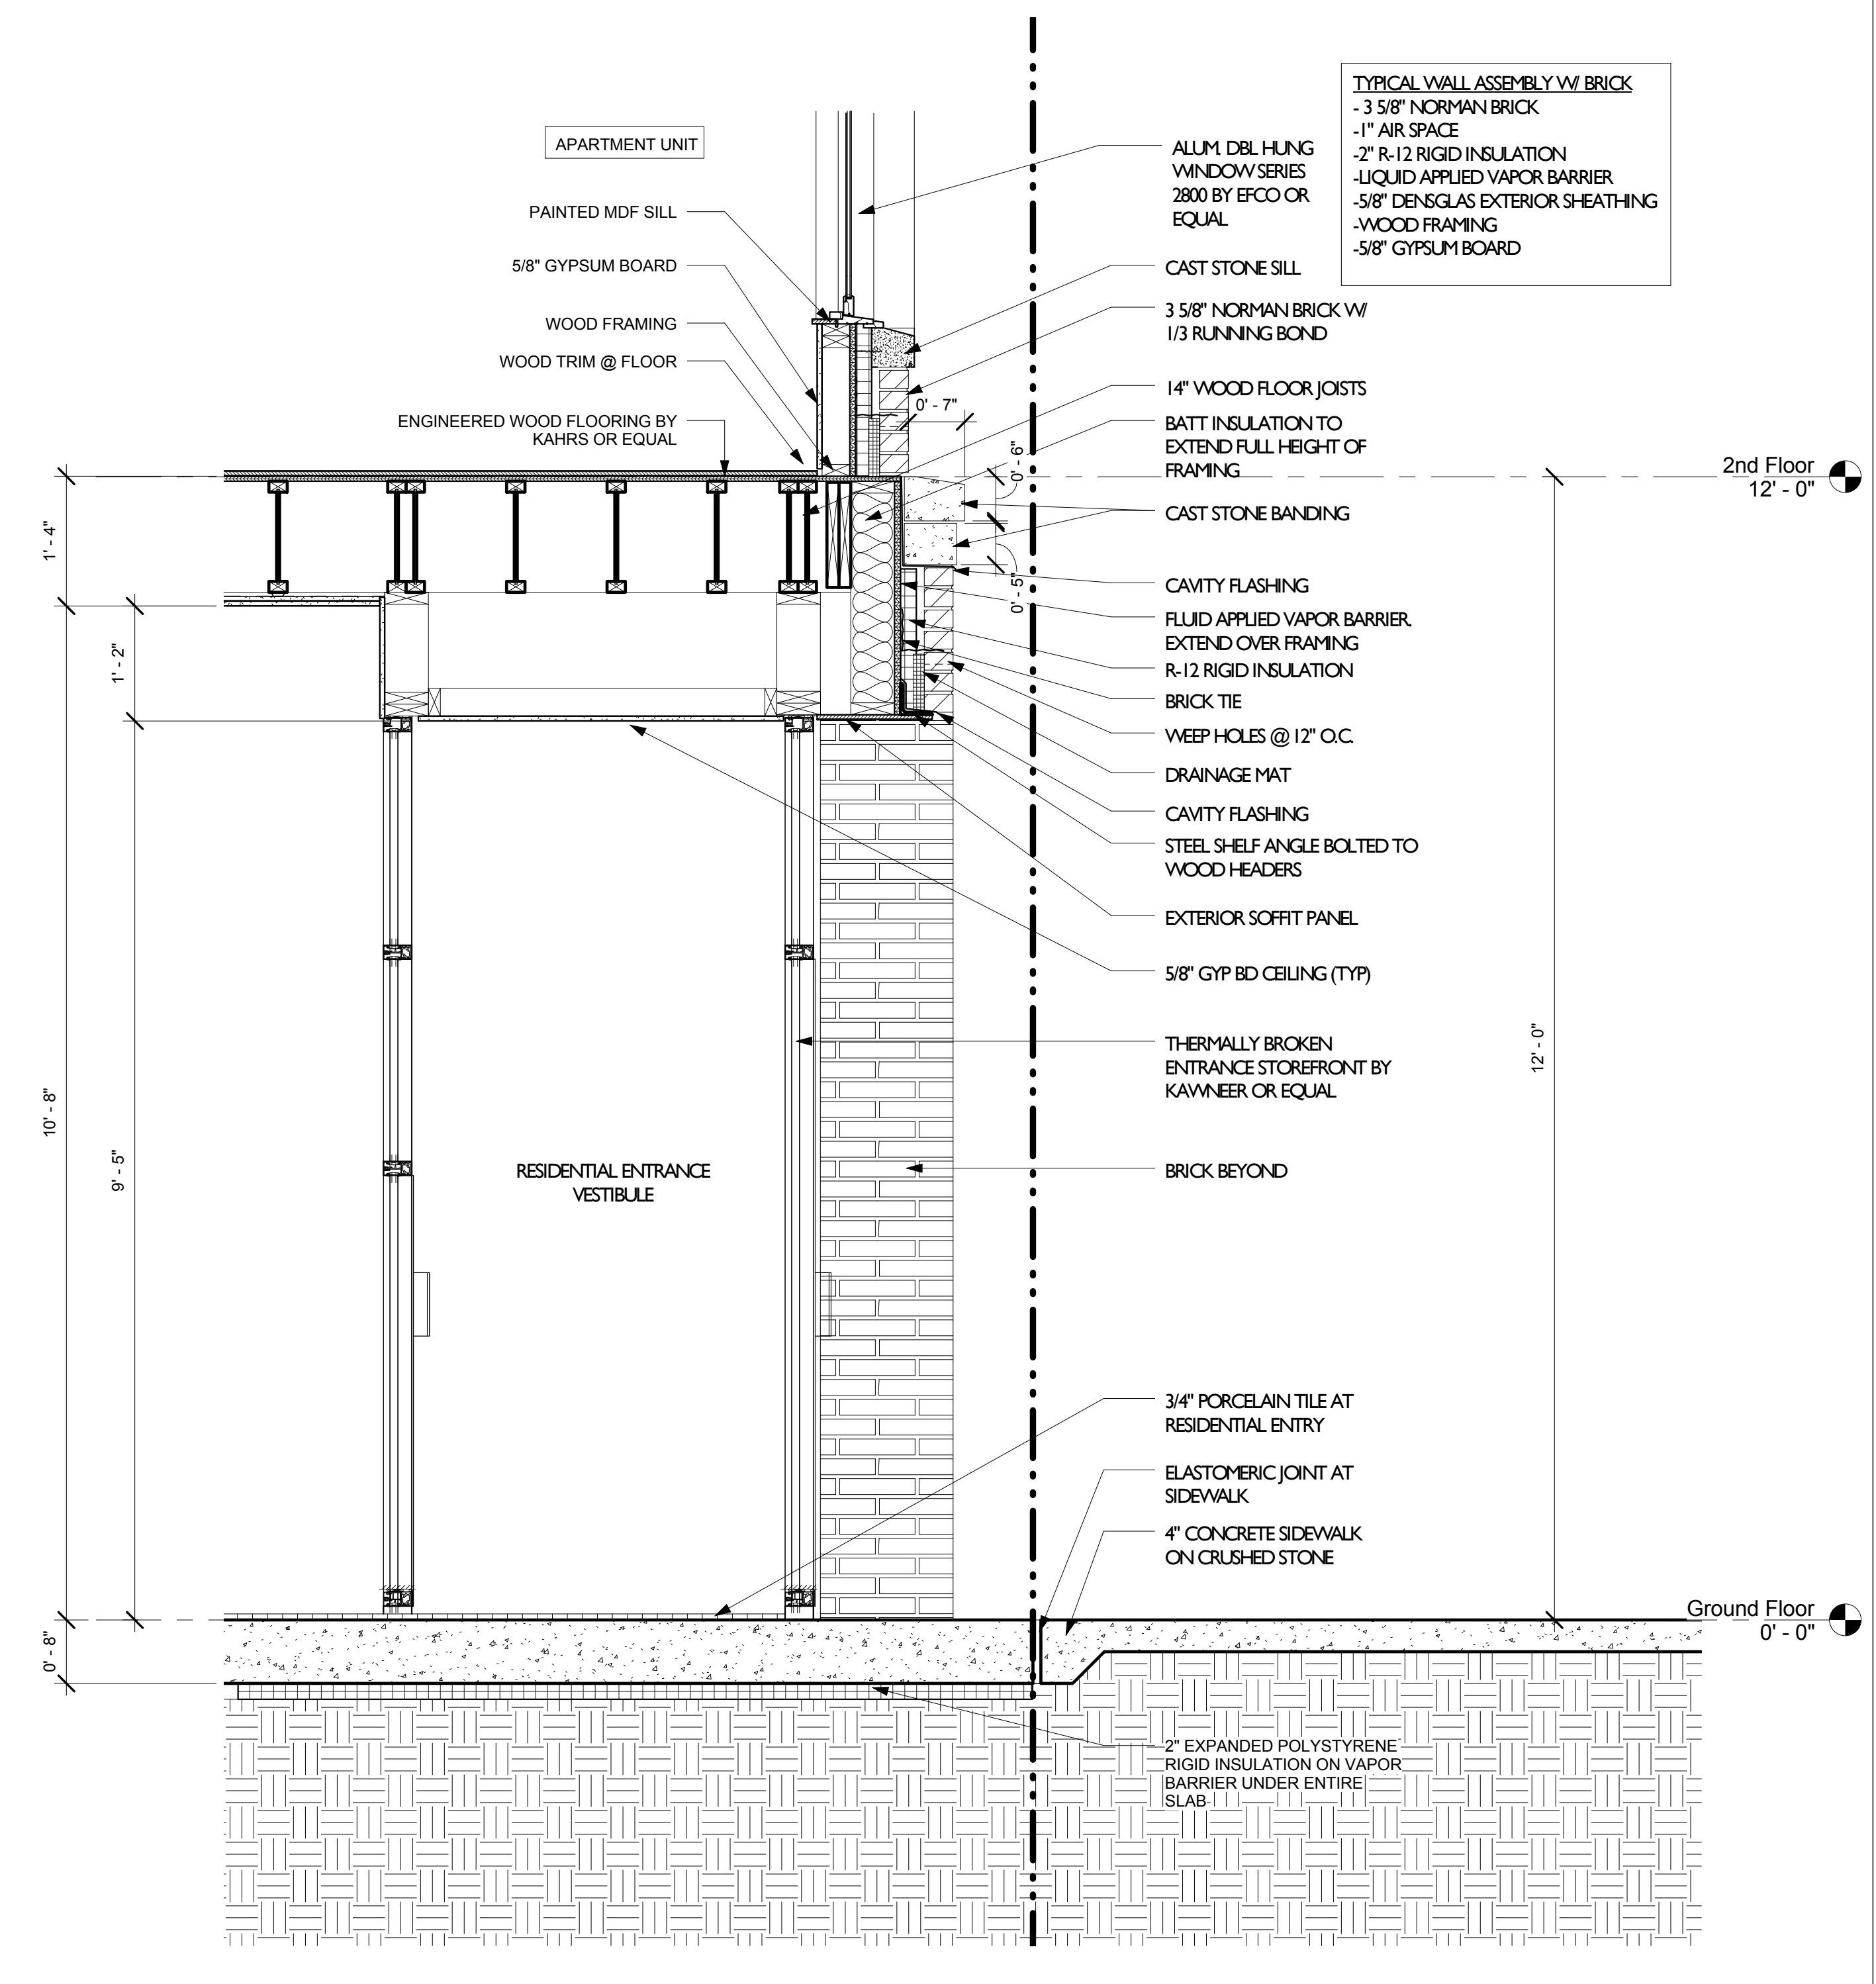 TYPICAL WALL ASSEMBLY W/ BRICK
- 3 5/8" NORMAN BRICK
-1" AIR SPACE
-2" R-12 RIGID INSULATION
-LIQUID APPLIED VAPOR BARRIER
-5/8" DENSGLAS EXTERIOR SHEATHING
-WOOD FRAMING
-5/8" GYPSUM BOARD
APARTMENT UNIT
PAINTED MDF SILL
5/8" GYPSUM BOARD
WOOD FRAMING
WOOD TRIM @ FLOOR
ENGINEERED WOOD FLOORING BY
KAHRS OR EQUAL
ALUM. DBL HUNG
WINDOW SERIES
2800 BY EFCO OR
EQUAL
CAST STONE SILL
3 5/8" NORMAN BRICK W/
1/3 RUNNING BOND
14" WOOD FLOOR JOISTS
BATT INSULATION TO
EXTEND FULL HEIGHT OF
FRAMING
CAST STONE BANDING
CAVITY FLASHING
FLUID APPLIED VAPOR BARRIER.
EXTEND OVER FRAMING
R-12 RIGID INSULATION
BRICK TIE
WEEP HOLES @ 12" O.C.
DRAINAGE MAT
CAVITY FLASHING
STEEL SHELF ANGLE BOLTED TO
WOOD HEADERS
EXTERIOR SOFFIT PANEL
5/8" GYP BD CEILING (TYP)
THERMALLY BROKEN
ENTRANCE STOREFRONT BY
KAWNEER OR EQUAL
BRICK BEYOND
3/4" PORCELAIN TILE AT
RESIDENTIAL ENTRY
ELASTOMERIC JOINT AT
SIDEWALK
4" CONCRETE SIDEWALK
ON CRUSHED STONE
2" EXPANDED POLYSTYRENE
RIGID INSULATION ON VAPOR
BARRIER UNDER ENTIRE
SLAB
RESIDENTIAL ENTRANCE
VESTIBULE
0' - 7"
0' - 6"
0' - 5"
1' - 4"
1' - 2"
10' - 8"
9' - 5"
0' - 8"
12' - 0"
2nd Floor
12' - 0"
Ground Floor
0' - 0"